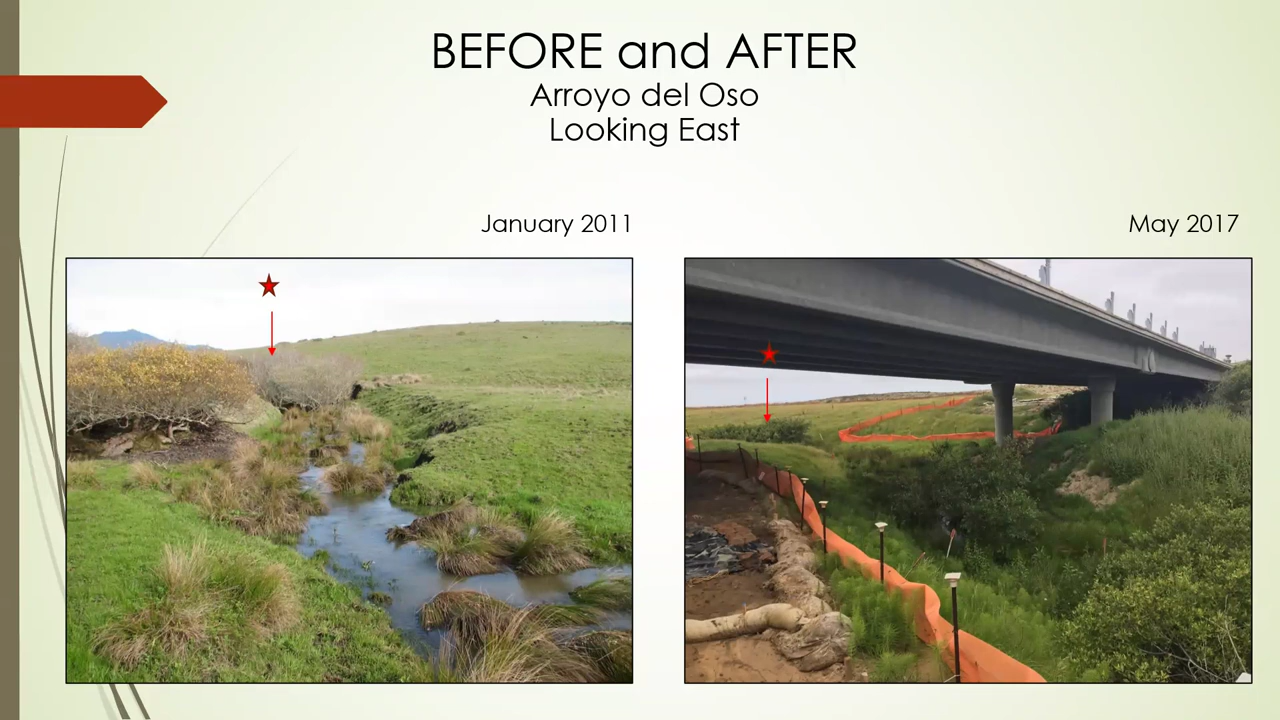 BEFORE and AFTER
Arroyo del Oso
Looking East
January 2011
May 2017